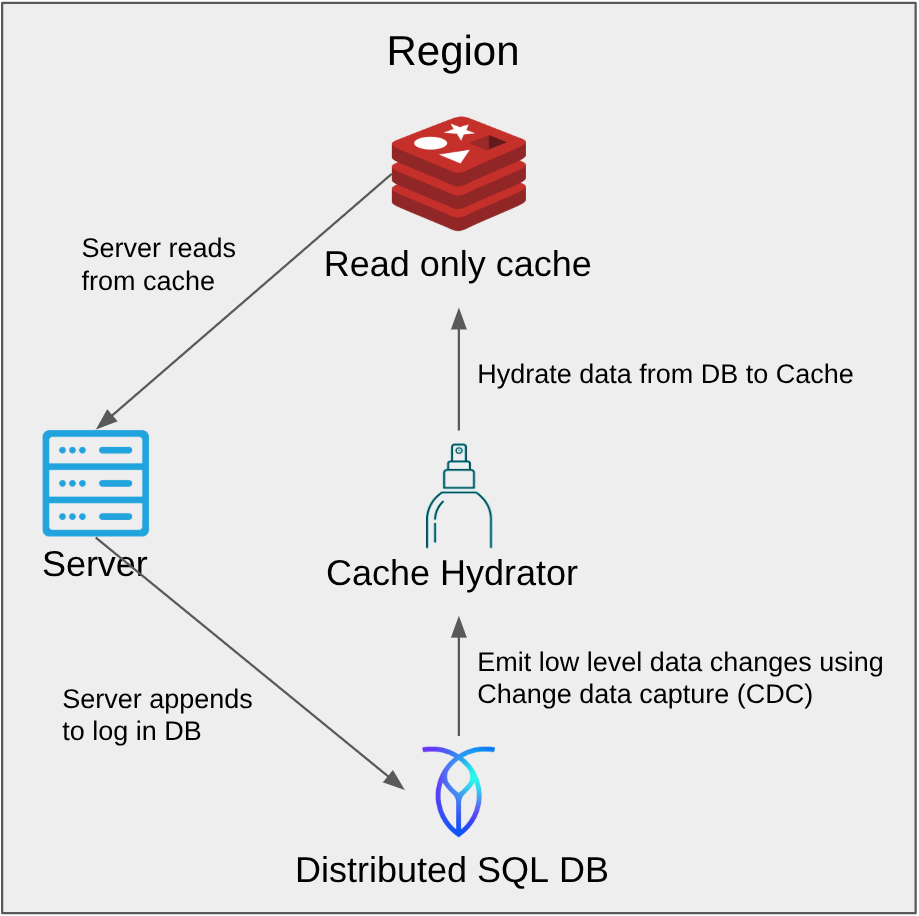 Region
Read only cache
Server reads
from cache
Hydrate data from DB to Cache
Server
Cache Hydrator
Emit low level data changes using
Change data capture (CDC)
Server appends
to log in DB
Distributed SQL DB